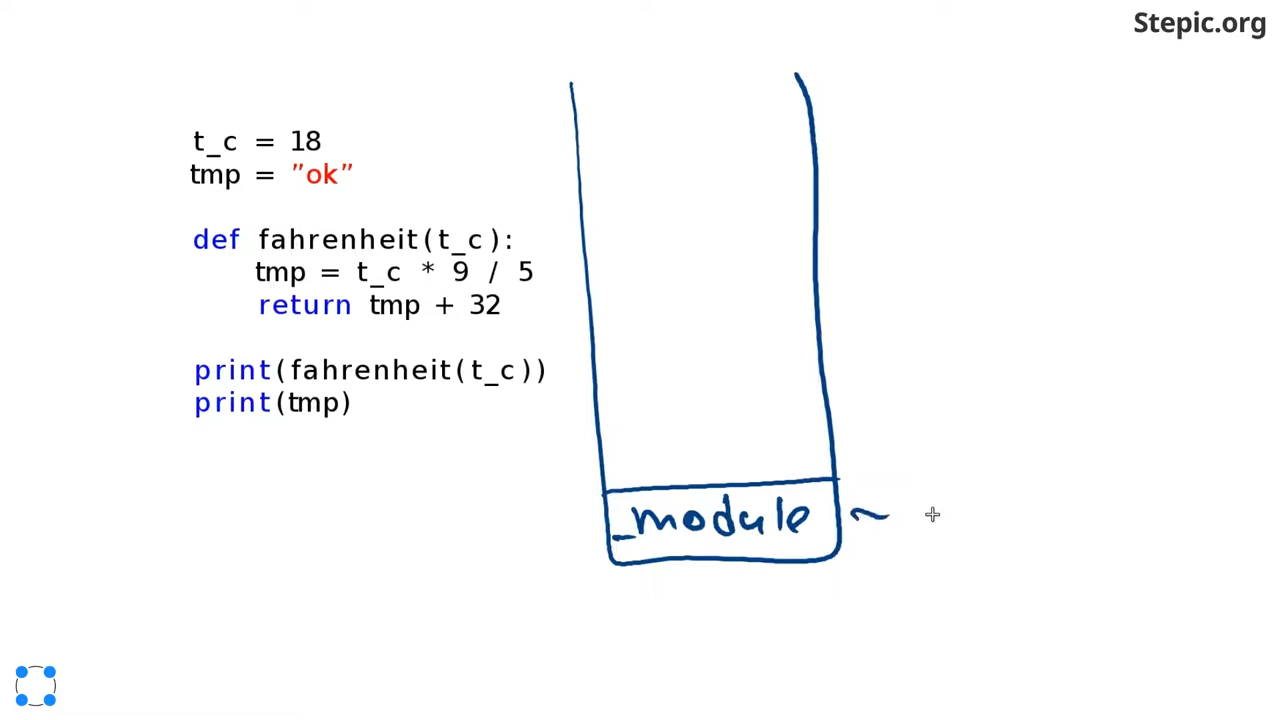 Stepic.org
t_c = 18
tmp = ”ok”
def fahrenheit(t_c):
tmp = t_c * 9 / 5
return tmp + 32
print(fahrenheit(t_c))
print(tmp)
_module ~